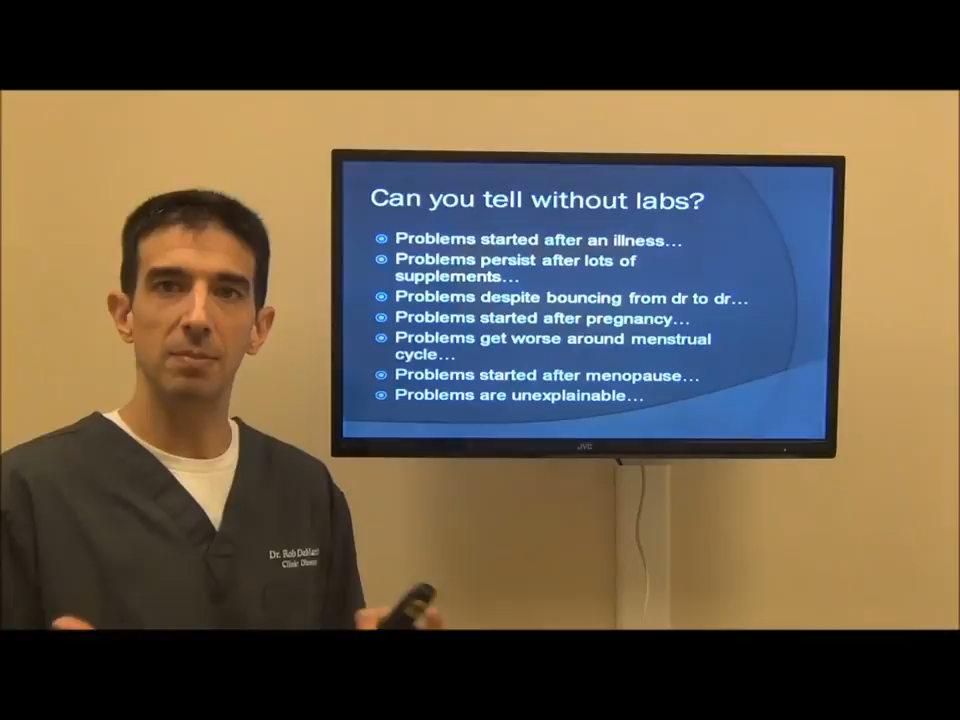 Can you tell without labs?
Problems started after an illness...
Problems persist after lots of
supplements...
Problems despite bouncing from dr to dr...
Problems started after pregnancy...
Problems get worse around menstrual
cycle...
Problems started after menopause...
Problems are unexplainable...
JVC
Dr. Rob
Clinic